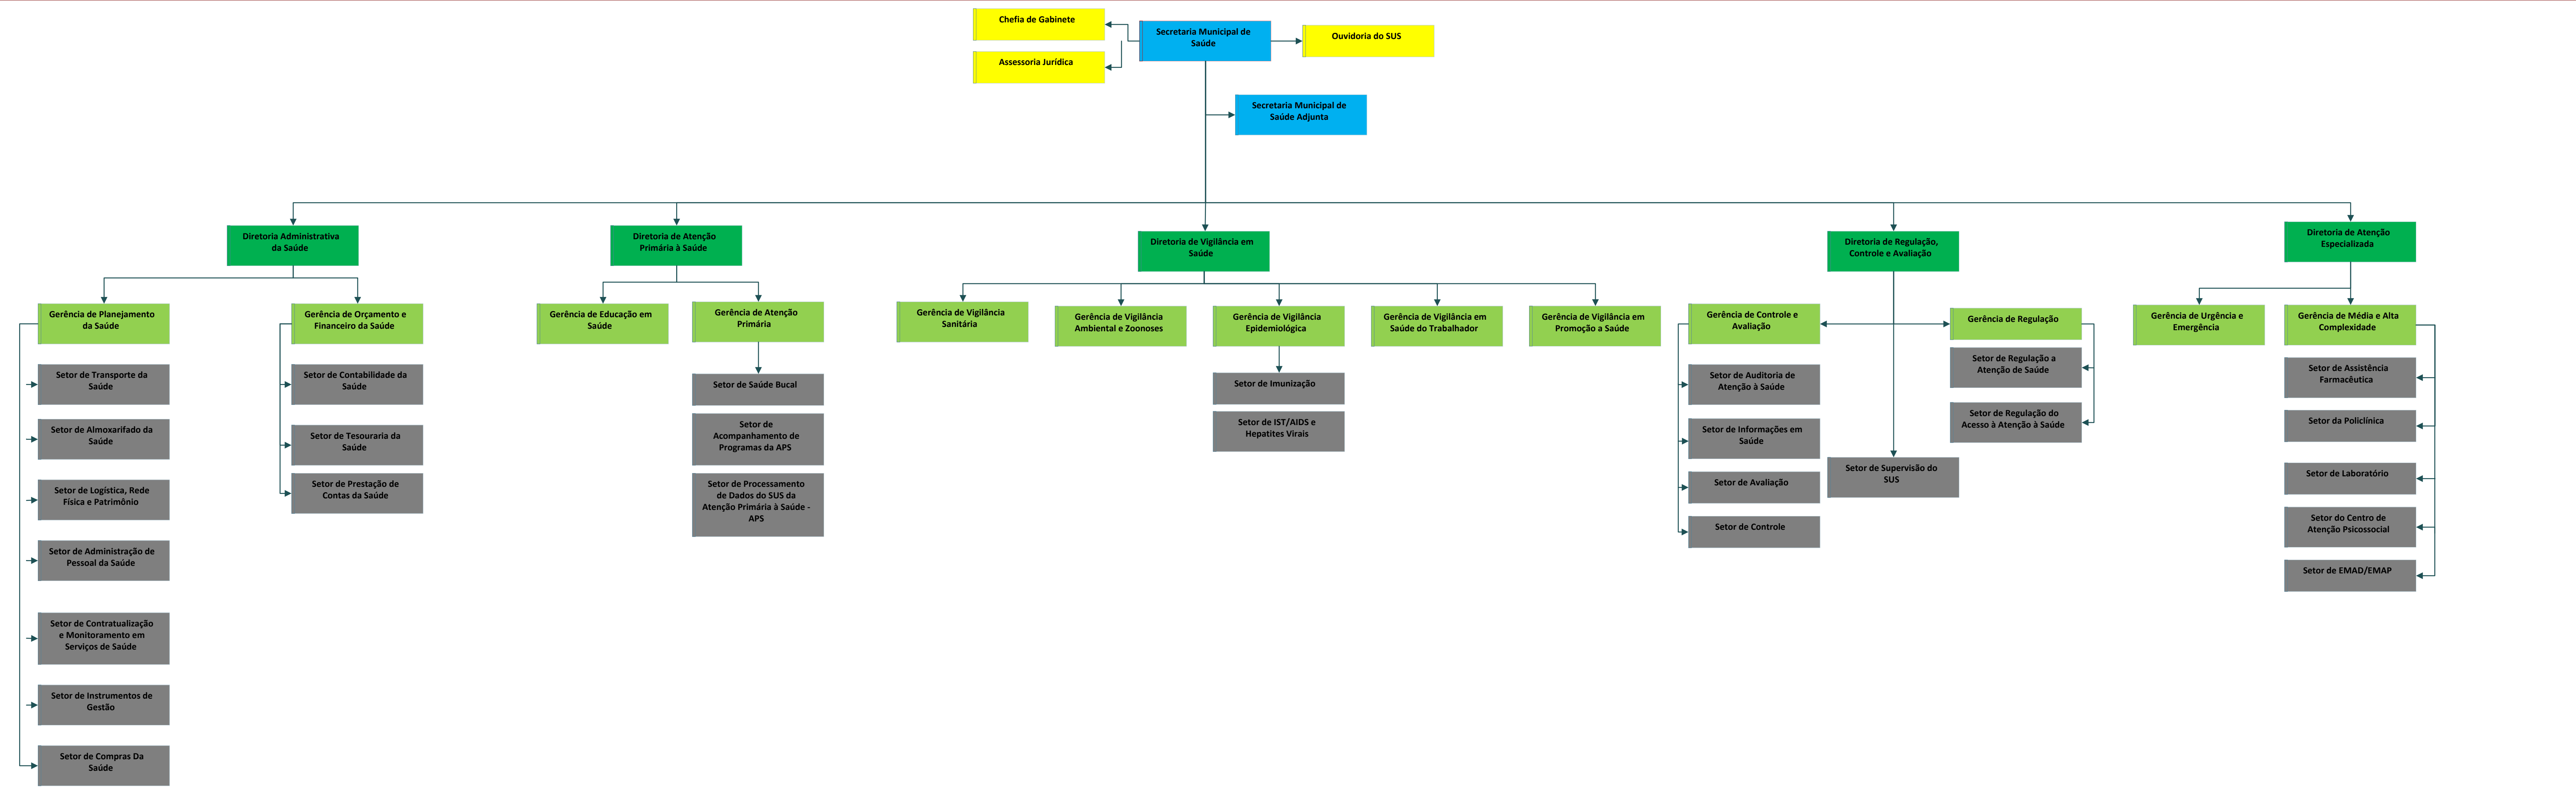 Chefia de Gabinete
Secretaria Municipal de
Saúde
Ouvidoria do SUS
Assessoria Jurídica
Secretaria Municipal de
Saúde Adjunta
Diretoria Administrativa
da Saúde
Diretoria de Atenção
Primária à Saúde
Diretoria de Vigilância em
Saúde
Diretoria de Regulação,
Controle e Avaliação
Diretoria de Atenção
Especializada
Gerência de Planejamento
da Saúde
Gerência de Orçamento e
Financeiro da Saúde
Gerência de Educação em
Saúde
Gerência de Atenção
Primária
Gerência de Vigilância
Sanitária
Gerência de Vigilância
Ambiental e Zoonoses
Gerência de Vigilância
Epidemiológica
Gerência de Vigilância em
Saúde do Trabalhador
Gerência de Vigilância em
Promoção a Saúde
Gerência de Controle e
Avaliação
Gerência de Regulação
Gerência de Urgência e
Emergência
Gerência de Média e Alta
Complexidade
Setor de Transporte da
Saúde
Setor de Almoxarifado da
Saúde
Setor de Logística, Rede
Física e Patrimônio
Setor de Administração de
Pessoal da Saúde
Setor de Contratualização
e Monitoramento em
Serviços de Saúde
Setor de Instrumentos de
Gestão
Setor de Compras Da
Saúde
Setor de Contabilidade da
Saúde
Setor de Tesouraria da
Saúde
Setor de Prestação de
Contas da Saúde
Setor de Saúde Bucal
Setor de
Acompanhamento de
Programas da APS
Setor de Processamento
de Dados do SUS da
Atenção Primária à Saúde -
APS
Setor de Imunização
Setor de IST/AIDS e
Hepatites Virais
Setor de Auditoria de
Atenção à Saúde
Setor de Informações em
Saúde
Setor de Avaliação
Setor de Controle
Setor de Supervisão do
SUS
Setor de Regulação a
Atenção de Saúde
Setor de Regulação do
Acesso à Atenção à Saúde
Setor de Assistência
Farmacêutica
Setor da Policlínica
Setor de Laboratório
Setor do Centro de
Atenção Psicossocial
Setor de EMAD/EMAP